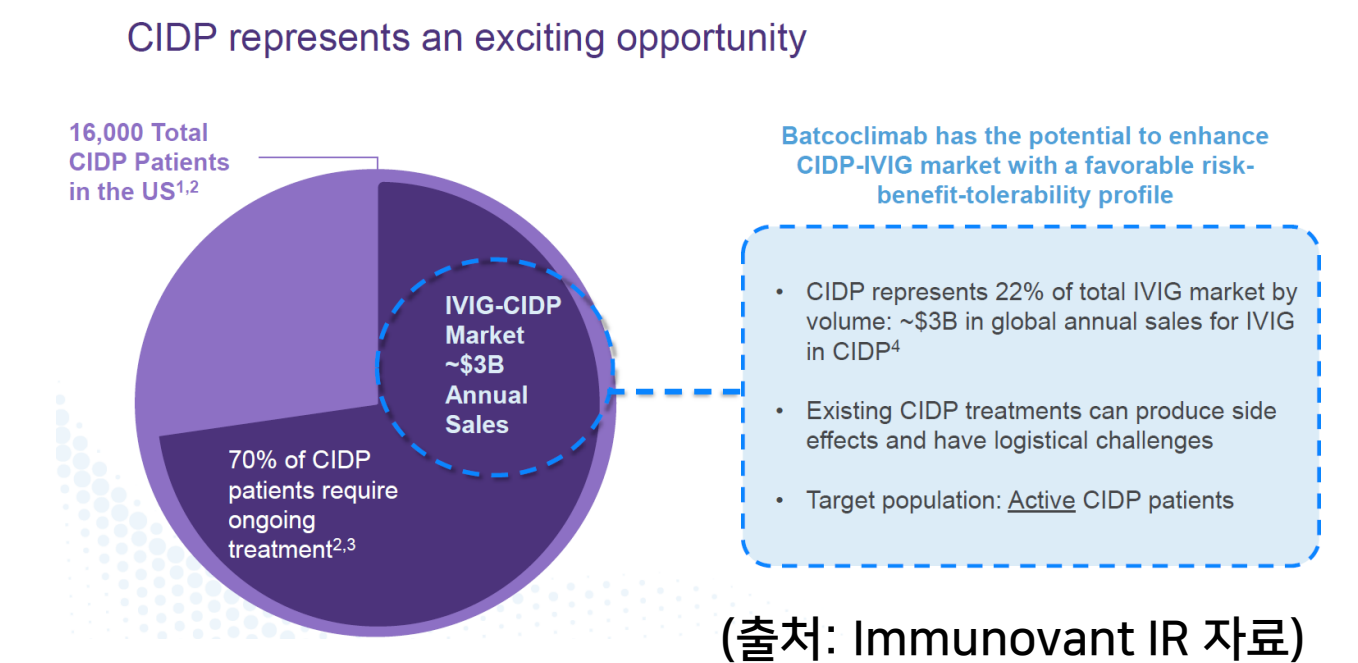 CIDP represents an exciting opportunity
16,000 Total
CIDP Patients
in the US1,2
IVIG-CIDP
Market
~$3B
Annual
Sales
70% of CIDP
patients require
ongoing
treatment2,3
Batcoclimab has the potential to enhance
CIDP-IVIG market with a favorable risk-
benefit-tolerability profile
• CIDP represents 22% of total IVIG market by
volume: ~$3B in global annual sales for IVIG
in CIDP4
• Existing CIDP treatments can produce side
effects and have logistical challenges
• Target population: Active CIDP patients
(출처: Immunovant IR 자료)